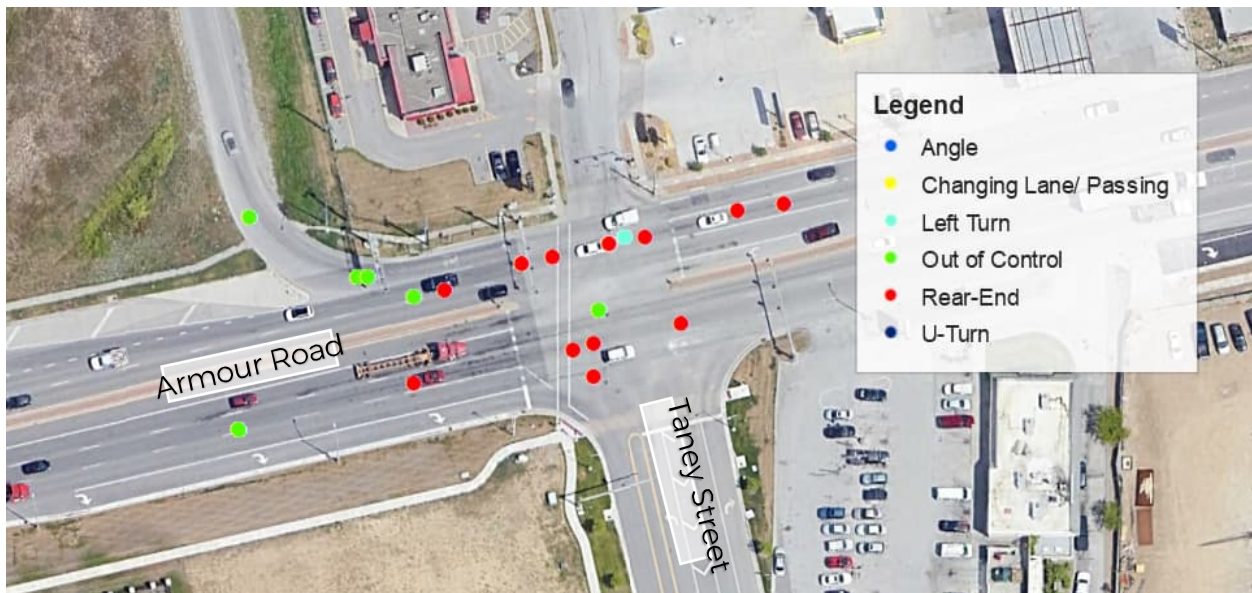 Legend
Angle
Changing Lane/ Passing
Left Turn
Out of Control
Rear-End
U-Turn
Armour Road
Taney Street